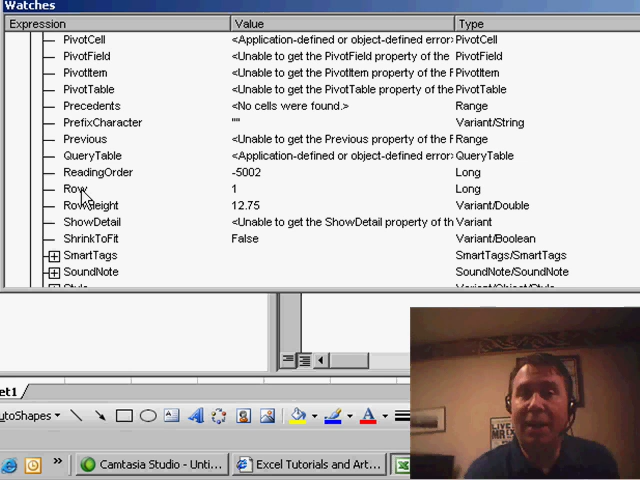 Watches
Expression Value Type
PivotCell <Application-defined or object-defined error> PivotCell
PivotField <Unable to get the PivotField property of the PivotField
PivotItem <Unable to get the PivotItem property of the F PivotItem
PivotTable <Unable to get the PivotTable property of the PivotTable
Precedents <No cells were found.> Range
PrefixCharacter "" Variant/String
Previous <Unable to get the Previous property of the F Range
QueryTable <Application-defined or object-defined error> QueryTable
ReadingOrder -5002 Long
Row 1 Long
RowHeight 12.75 Variant/Double
ShowDetail <Unable to get the ShowDetail property of th Variant
ShrinkToFit False Variant/Boolean
SmartTags SmartTags/SmartTags
SoundNote SoundNote/SoundNote
Style Variant/Object/Style
et1
utoShapes
A A
» Camtasia Studio - Unti... Excel Tutorials and Art...
LIVE